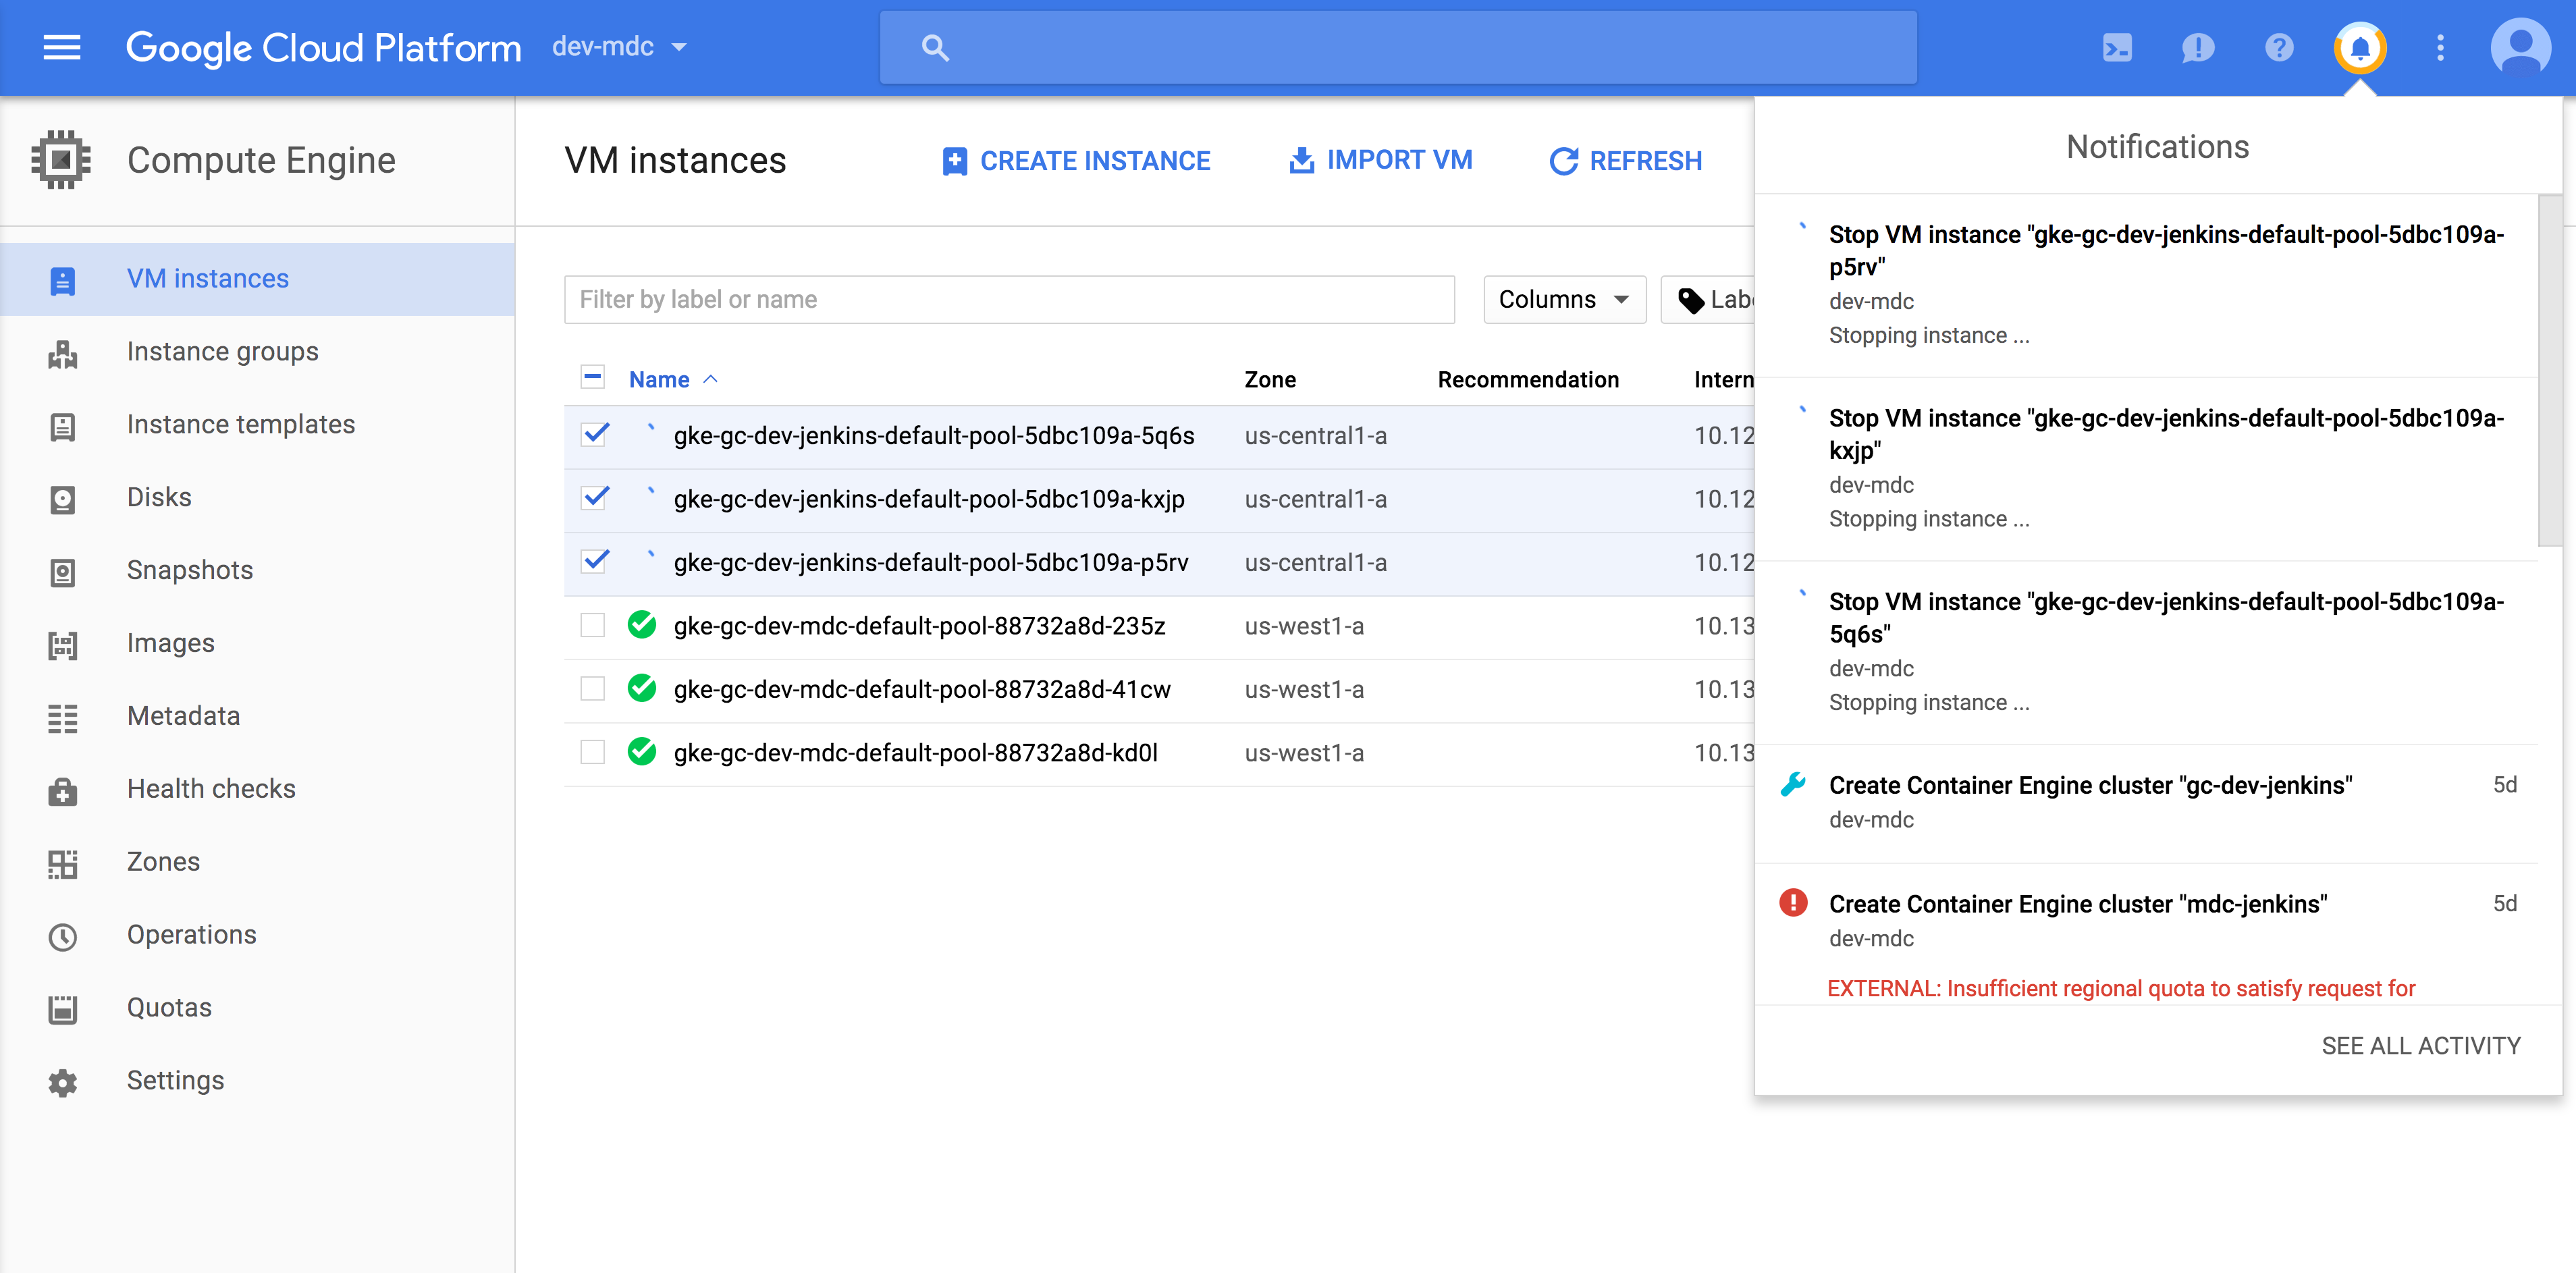 Google Cloud Platform dev-mdc
Compute Engine
VM instances
Instance groups
Instance templates
Disks
Snapshots
Images
Metadata
Health checks
Zones
Operations
Quotas
Settings
VM instances CREATE INSTANCE IMPORT VM REFRESH
Filter by label or name Columns Labe
Name Zone Recommendation Intern
gke-gc-dev-jenkins-default-pool-5dbc109a-5q6s us-central1-a 10.12
gke-gc-dev-jenkins-default-pool-5dbc109a-kxjp us-central1-a 10.12
gke-gc-dev-jenkins-default-pool-5dbc109a-p5rv us-central1-a 10.12
gke-gc-dev-mdc-default-pool-88732a8d-235z us-west1-a 10.13
gke-gc-dev-mdc-default-pool-88732a8d-41cw us-west1-a 10.13
gke-gc-dev-mdc-default-pool-88732a8d-kd0l us-west1-a 10.13
Notifications
Stop VM instance "gke-gc-dev-jenkins-default-pool-5dbc109a-
p5rv"
dev-mdc
Stopping instance ...
Stop VM instance "gke-gc-dev-jenkins-default-pool-5dbc109a-
kxjp"
dev-mdc
Stopping instance ...
Stop VM instance "gke-gc-dev-jenkins-default-pool-5dbc109a-
5q6s"
dev-mdc
Stopping instance ...
Create Container Engine cluster "gc-dev-jenkins" 5d
dev-mdc
Create Container Engine cluster "mdc-jenkins" 5d
dev-mdc
EXTERNAL: Insufficient regional quota to satisfy request for
SEE ALL ACTIVITY